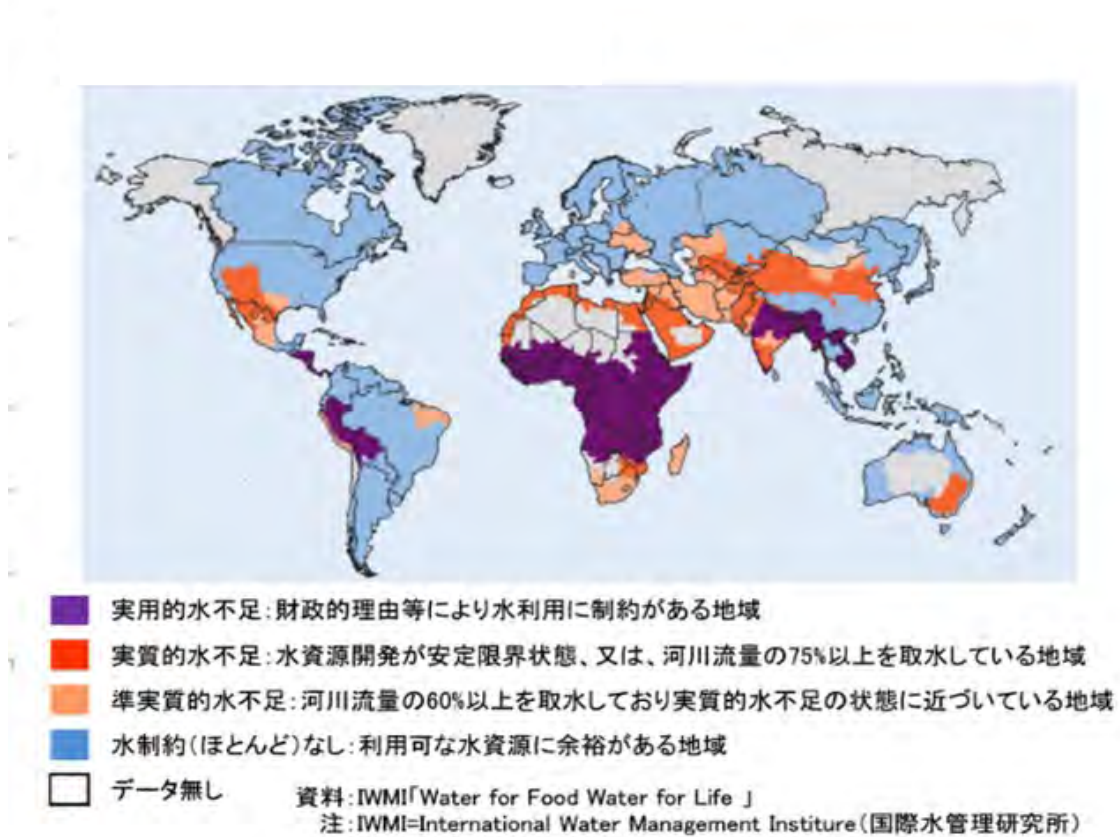 実用的水不足:財政的理由等により水利用に制約がある地域
実質的水不足:水資源開発が安定限界状態、又は、河川流量の75%以上を取水している地域
準実質的水不足:河川流量の60%以上を取水しており実質的水不足の状態に近づいている地域
水制約(ほとんど)なし:利用可な水資源に余裕がある地域
データ無し
資料:IWMI「Water for Food Water for Life 」
注:IWMI=International Water Management Institure(国際水管理研究所)